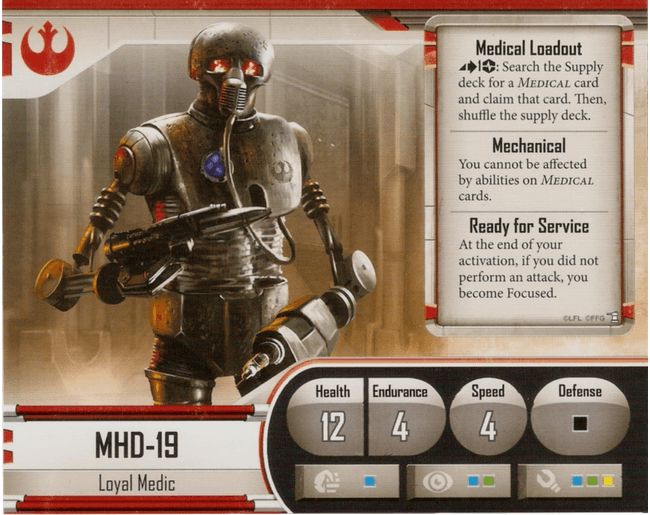 Medical Loadout
: Search the Supply
deck for a MEDICAL card
and claim that card. Then,
shuffle the supply deck.
Mechanical
You cannot be affected
by abilities on MEDICAL
cards.
Ready for Service
At the end of your
activation, if you did not
perform an attack, you
become Focused.
©LFL ©FFG
Health
Endurance
Speed
Defense
12
4
4
MHD-19
Loyal Medic